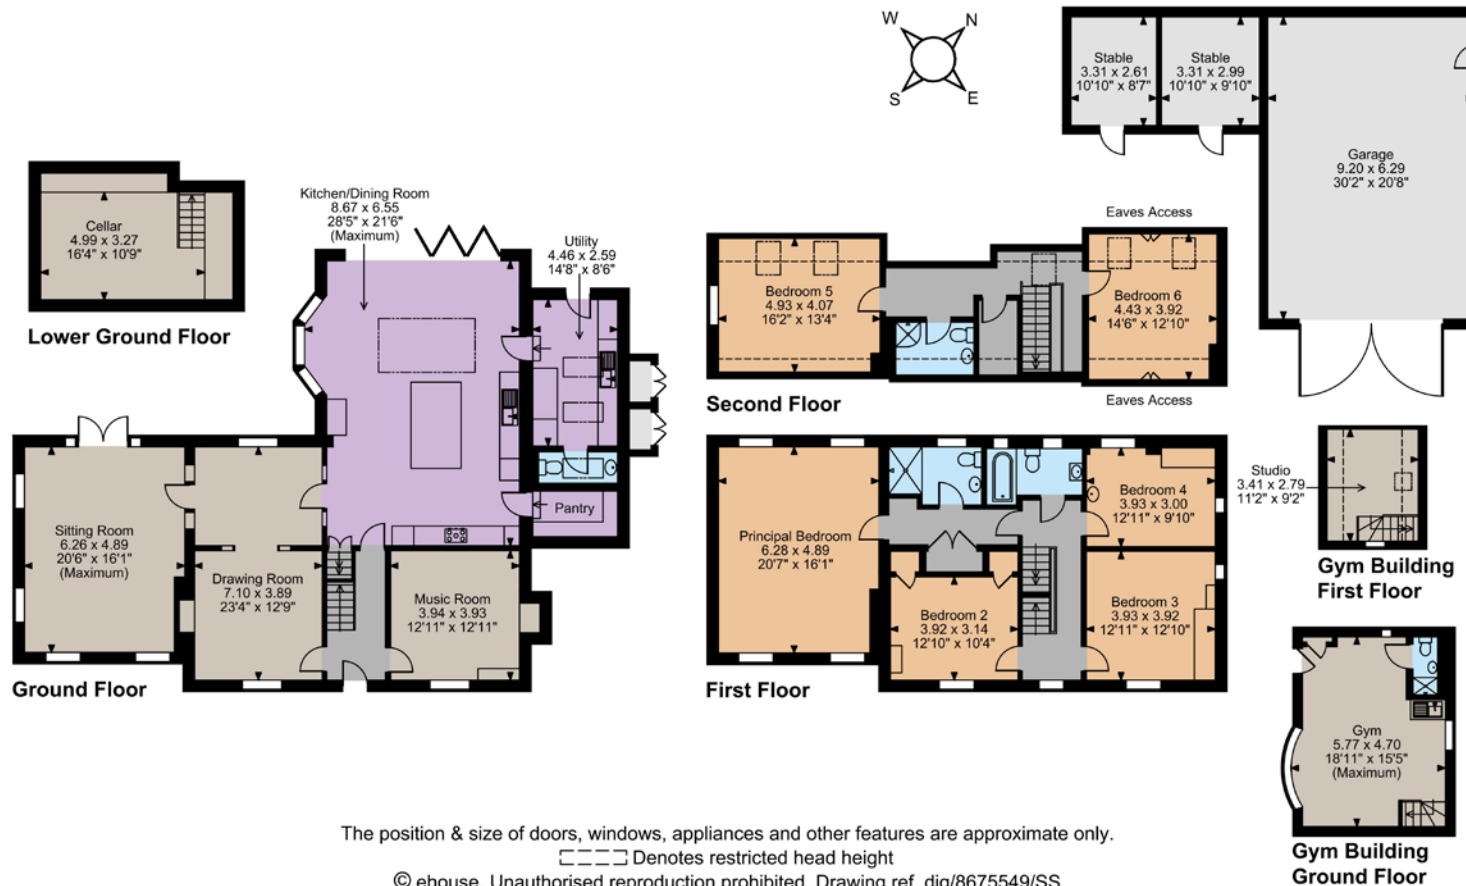 W
N
S
E
Stable
3.31 x 2.61
10'10" x 8'7"
Stable
3.31 x 2.99
10'10" x 9'10"
Garage
9.20 x 6.29
30'2" x 20'8"
Cellar
4.99 x 3.27
16'4" x 10'9"
Lower Ground Floor
Kitchen/Dining Room
8.67 x 6.55
28'5" x 21'6"
(Maximum)
Utility
4.46 x 2.59
14'8" x 8'6"
Pantry
Sitting Room
6.26 x 4.89
20'6" x 16'1"
(Maximum)
Drawing Room
7.10 x 3.89
23'4" x 12'9"
Music Room
3.94 x 3.93
12'11" x 12'11"
Ground Floor
Eaves Access
Bedroom 5
4.93 x 4.07
16'2" x 13'4"
Bedroom 6
4.43 x 3.92
14'6" x 12'10"
Eaves Access
Second Floor
Principal Bedroom
6.28 x 4.89
20'7" x 16'1"
Bedroom 4
3.93 x 3.00
12'11" x 9'10"
Bedroom 2
3.92 x 3.14
12'10" x 10'4"
Bedroom 3
3.93 x 3.92
12'11" x 12'10"
First Floor
Studio
3.41 x 2.79
11'2" x 9'2"
Gym Building
First Floor
Gym
5.77 x 4.70
18'11" x 15'5"
(Maximum)
Gym Building
Ground Floor
The position & size of doors, windows, appliances and other features are approximate only.
Denotes restricted head height
© ehouse. Unauthorised reproduction prohibited. Drawing ref. dig/8675549/SS